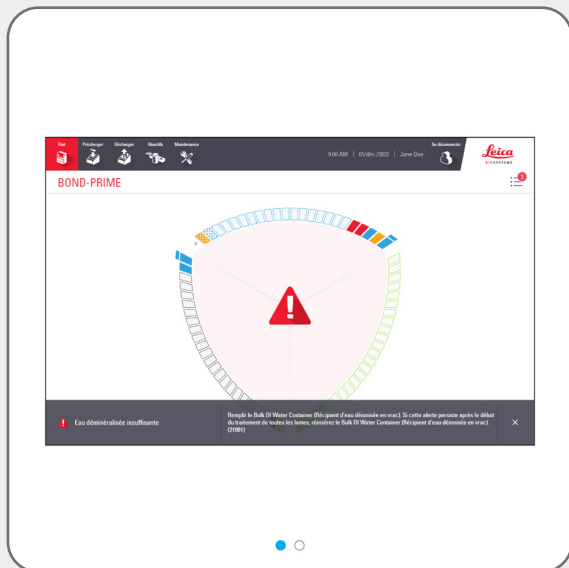 État Précharger Décharger Réactifs Maintenance
9:08 AM | 01/déc./2022 | Jane Doe
Se déconnecter
Leica
BIOSYSTEMS
BOND-PRIME
Eau déminéralisée insuffisante
Remplir le Bulk DI Water Container (Récipient d'eau déionisée en vrac). Si cette alerte persiste après le début
du traitement de toutes les lames, réinsérez le Bulk DI Water Container (Récipient d'eau déionisée en vrac).
(21001)